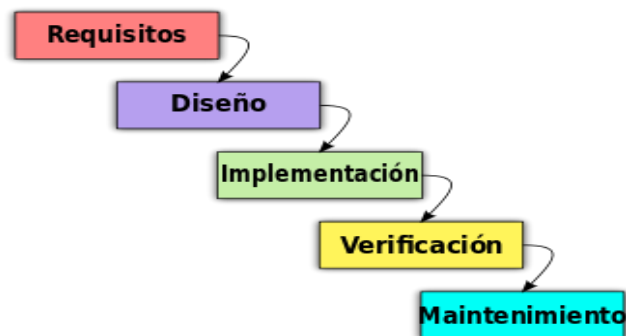 Requisitos
Diseño
Implementación
Verificación
Maintenimiento